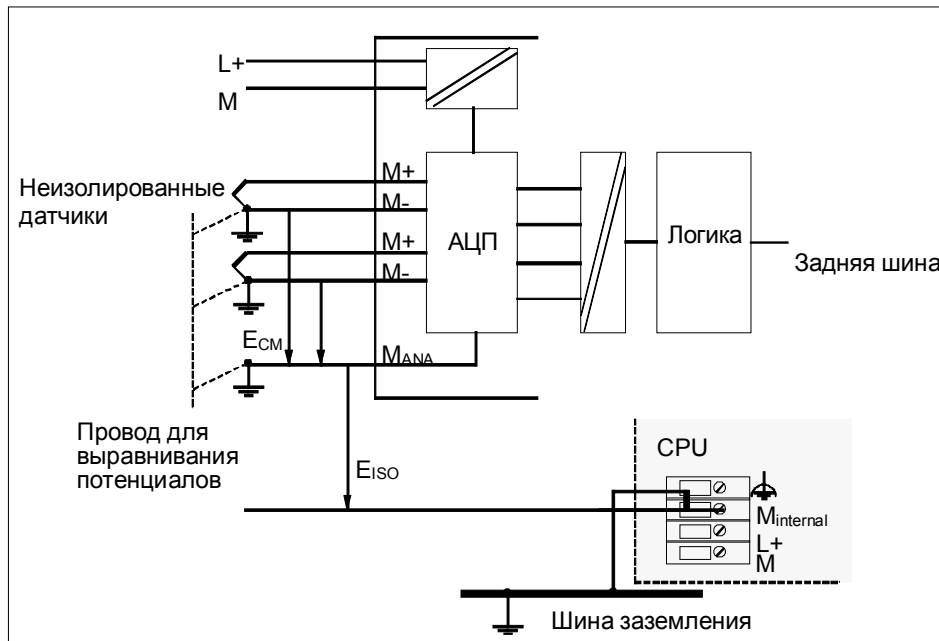 L+
M
Неизолированные
датчики
M+
M-
M+
M-
АЦП
Логика
Задняя шина
ECM
MANA
Провод для
выравнивания
потенциалов
EISO
CPU
Minternal
L+
M
Шина заземления